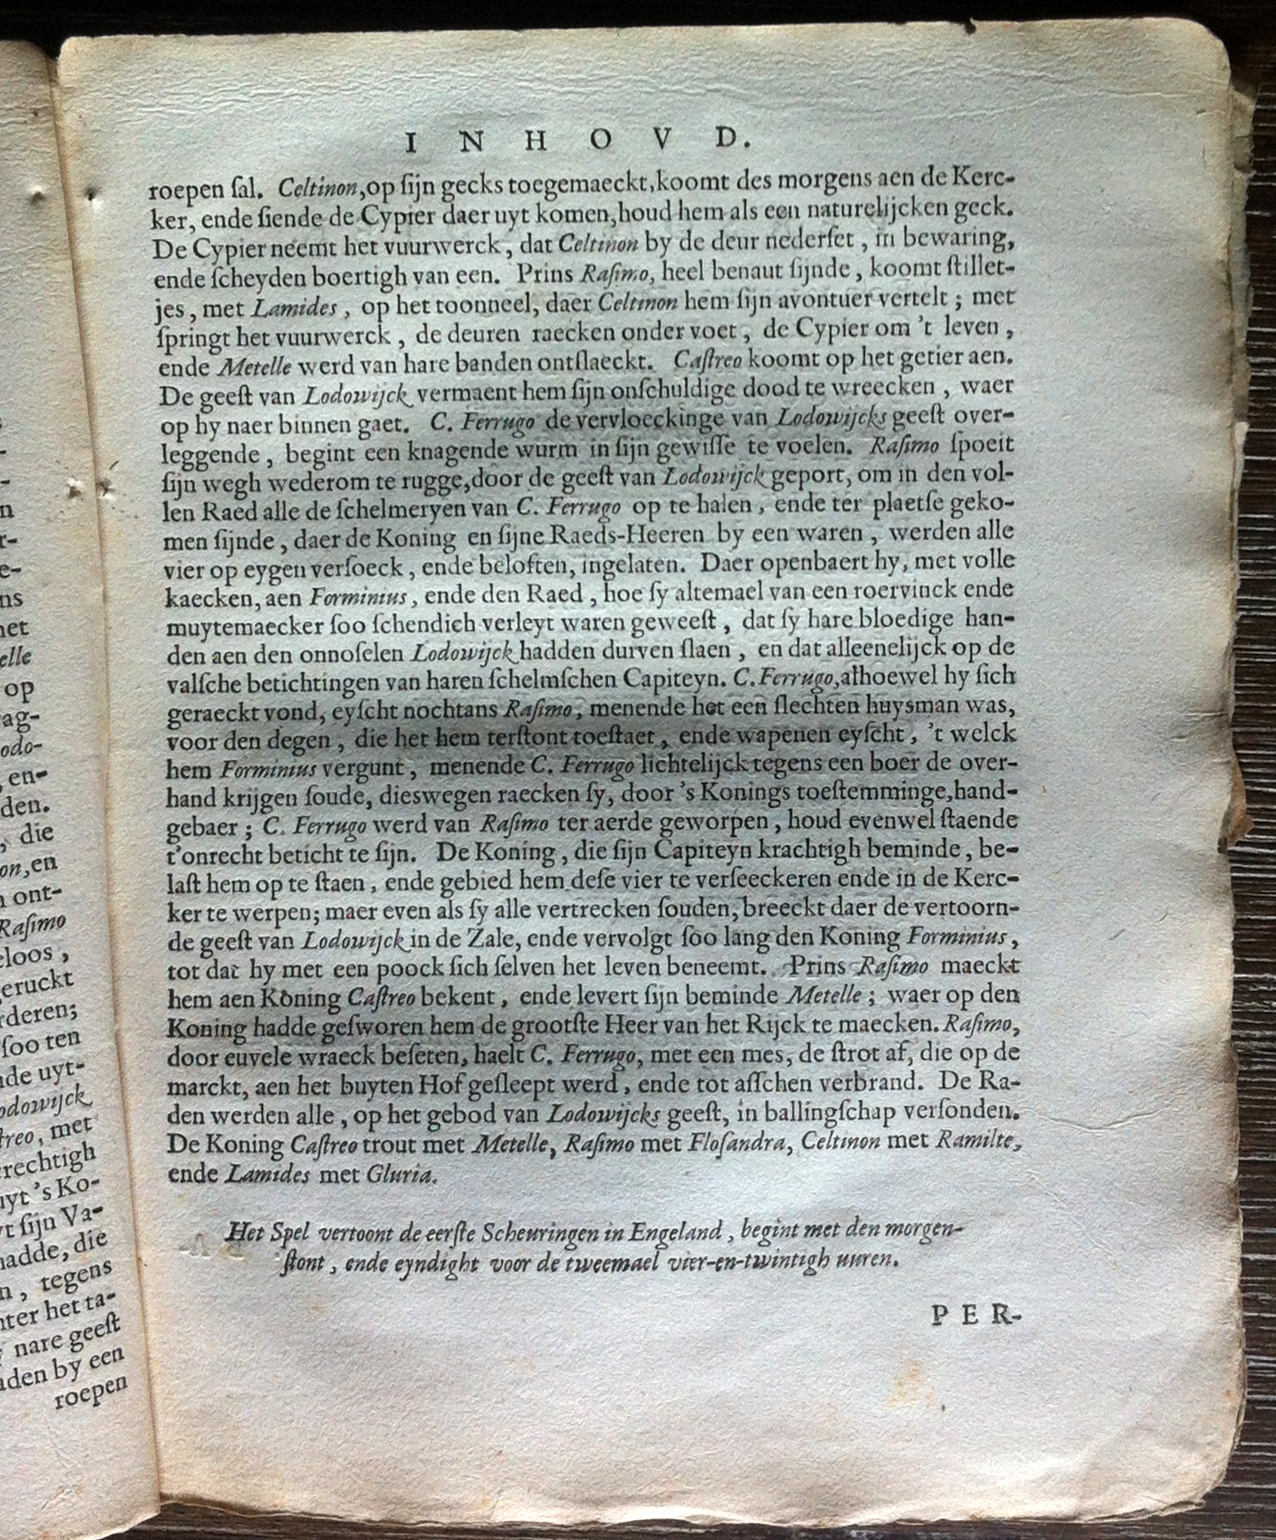 I N H O V D.
roepen ſal. Celtinon, op ſijn gecks toegemaeckt, koomt des morgens aen de Kerc-
ker, ende ſiende de Cypier daer uyt komen, houd hem als een naturelijcken geck.
De Cypier neemt het vuurwerck, dat Celtinon by de deur nederſet, in bewaring,
ende ſcheyden boertigh van een. Prins Raſimo, heel benaut ſijnde, koomt ſtillet-
jes, met Lamides, op het toonneel, daer Celtinon hem ſijn avontuer vertelt; met
ſpringt het vuurwerck, de deuren raecken onder voet, de Cypier om 't leven,
ende Metelle werd van hare banden ontſlaeckt. Caſtreo koomt op het getier aen.
De geeſt van Lodowijck vermaent hem ſijn onſchuldige dood te wreecken, waer
op hy naer binnen gaet. C. Ferrugo de vervloeckinge van Lodowijcks geeſt over-
leggende, begint een knagende wurm in ſijn gewiſſe te voelen. Raſimo ſpoeit
ſijn wegh wederom te rugge, door de geeſt van Lodowijck geport, om in den vol-
len Raed alle de ſchelmeryen van C. Ferrugo op te halen, ende ter plaetſe geko-
men ſijnde, daer de Koning en ſijne Raeds-Heeren by een waren, werden alle
vier op eygen verſoeck, ende beloften, ingelaten. Daer openbaert hy, met volle
kaecken, aen Forminius, ende den Raed, hoe ſy altemael van een roervinck ende
muytemaecker ſoo ſchendich verleyt waren geweeſt, dat ſy hare bloedige han-
den aen den onnoſelen Lodowijck hadden durven ſlaen, en dat alleenelijck op de
valſche betichtingen van haren ſchelmſchen Capiteyn. C. Ferrugo, alhoewel hy ſich
geraeckt vond, eyſcht nochtans Raſimo, menende het een ſlechten huysman was,
voor den degen, die het hem terſtont toeſtaet, ende wapenen eyſcht, 't welck
hem Forminius vergunt, menende C. Ferrugo lichtelijck tegens een boer de over-
hand krijgen ſoude, dieswegen raecken ſy, door 's Konings toeſtemminge, hand-
gebaer; C. Ferrugo werd van Raſimo ter aerde geworpen, houd evenwel ſtaende
t'onrecht beticht te ſijn. De Koning, die ſijn Capiteyn krachtigh beminde, be-
laſt hem op te ſtaen, ende gebied hem deſe vier te verſeeckeren ende in de Kerc-
ker te werpen; maer even als ſy alle vertrecken ſouden, breeckt daer de vertoorn-
de geeſt van Lodowijck in de Zale, ende vervolgt ſoo lang den Koning Forminius,
tot dat hy met een poock ſich ſelven het leven beneemt. Prins Raſimo maeckt
hem aen Koning Caſtreo bekent, ende levert ſijn beminde Metelle; waer op den
Koning hadde geſworen hem de grootſte Heer van het Rijck te maecken. Raſimo,
door euvele wraeck beſeten, haelt C. Ferrugo, met een mes, de ſtrot af, die op de
marckt, aen het buyten Hof geſleept werd, ende tot aſſchen verbrand. De Ra-
den werden alle, op het gebod van Lodowijcks geeſt, in ballingſchap verſonden.
De Koning Caſtreo trout met Metelle, Raſimo met Floſandra, Celtinon met Ramilte,
ende Lamides met Gluria.
Het Spel vertoont de eerſte Scheuringen in Engeland, begint met den morgen-
ſtont, ende eyndight voor de tweemael vier-en-twintigh uuren.
P E R-